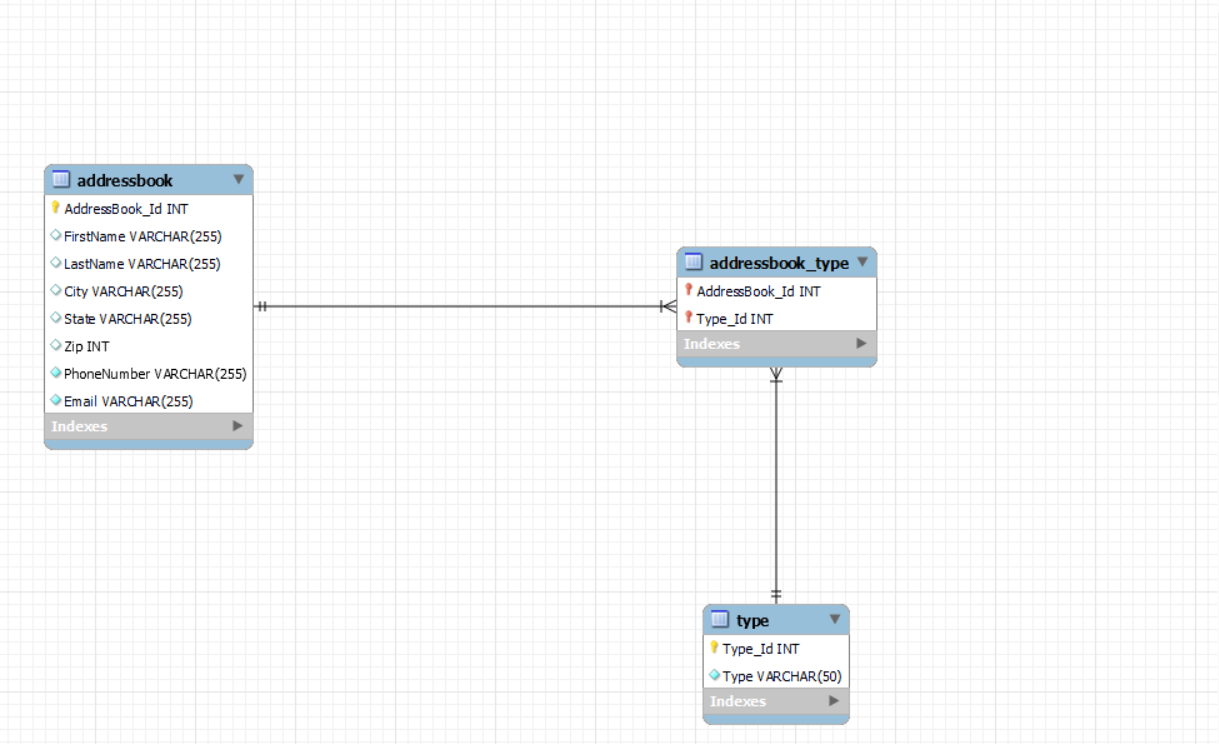 addressbook
AddressBook_Id INT
FirstName VARCHAR(255)
LastName VARCHAR(255)
City VARCHAR(255)
State VARCHAR(255)
Zip INT
PhoneNumber VARCHAR(255)
Email VARCHAR(255)
Indexes
addressbook_type
AddressBook_Id INT
Type_Id INT
Indexes
type
Type_Id INT
Type VARCHAR(50)
Indexes